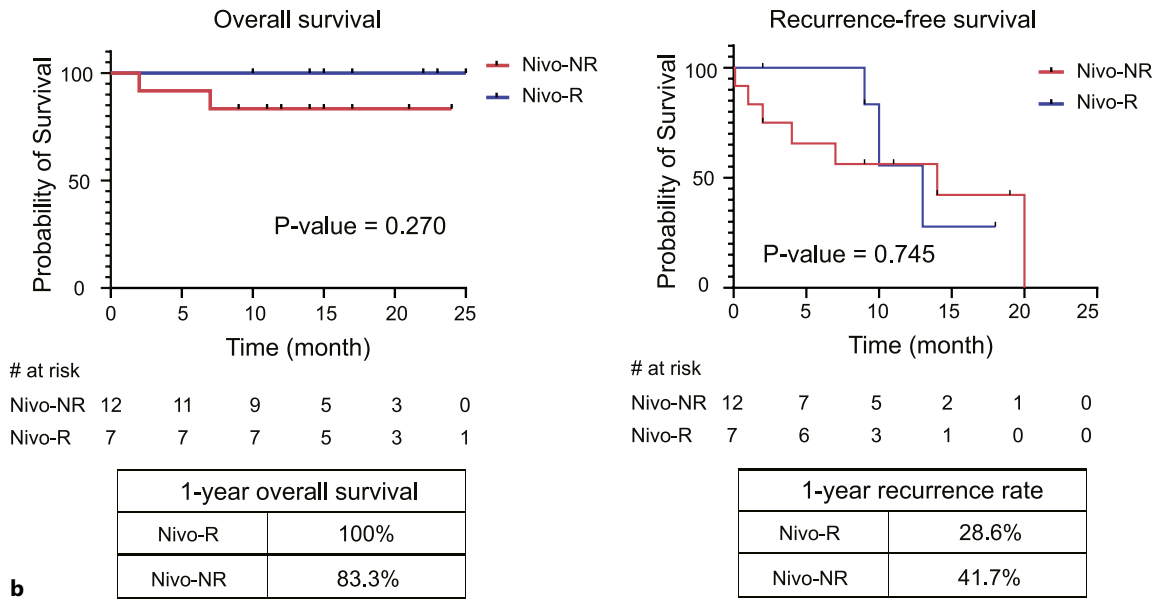 Overall survival
Probability of Survival
100
50
0
0 5 10 15 20 25
Time (month)
Nivo-NR
Nivo-R
P-value = 0.270
# at risk
Nivo-NR 12 11 9 5 3 0
Nivo-R 7 7 7 5 3 1
1-year overall survival
Nivo-R 100%
Nivo-NR 83.3%
Recurrence-free survival
Probability of Survival
100
50
0
0 5 10 15 20 25
Time (month)
Nivo-NR
Nivo-R
P-value = 0.745
# at risk
Nivo-NR 12 7 5 2 1 0
Nivo-R 7 6 3 1 0 0
1-year recurrence rate
Nivo-R 28.6%
Nivo-NR 41.7%
b